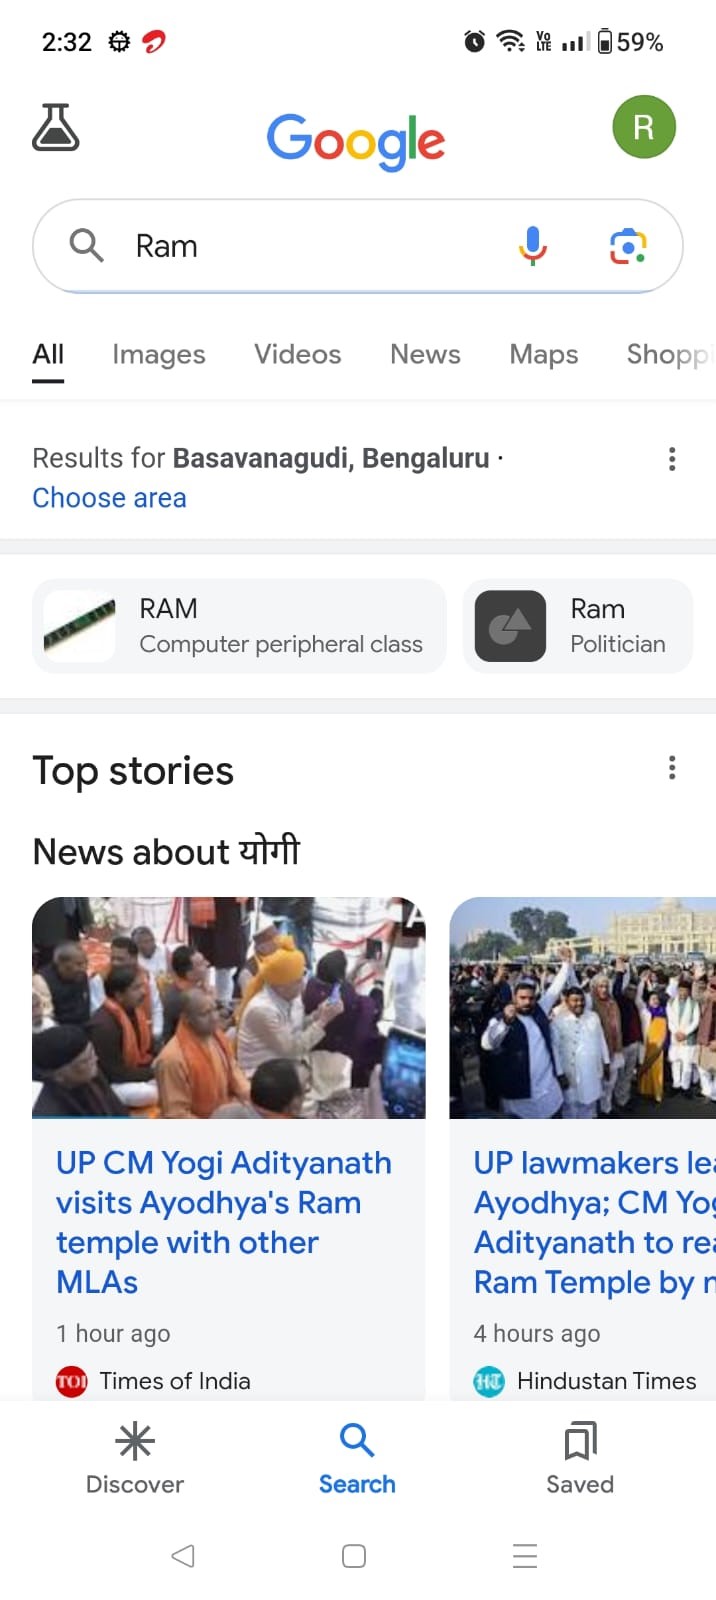 2:32
Vo LTE
59%
Google
R
Ram
All Images Videos News Maps Shoppi
Results for Basavanagudi, Bengaluru ·
Choose area
RAM
Computer peripheral class
Ram
Politician
Top stories
News about योगी
UP CM Yogi Adityanath
visits Ayodhya's Ram
temple with other
MLAs
1 hour ago
TOI Times of India
UP lawmakers lea
Ayodhya; CM Yog
Adityanath to rea
Ram Temple by n
4 hours ago
HT Hindustan Times
Discover Search Saved